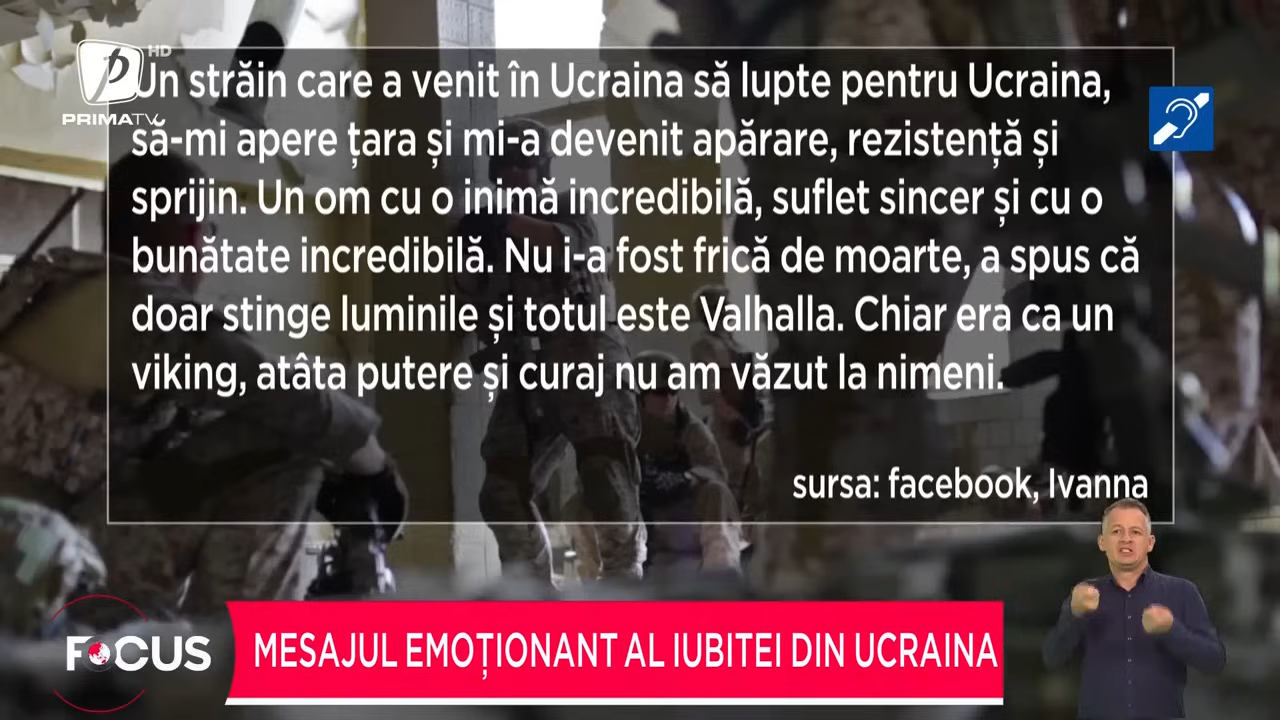 HD
PRIMATV
Un străin care a venit în Ucraina să lupte pentru Ucraina,
să-mi apere țara și mi-a devenit apărare, rezistență și
sprijin. Un om cu o inimă incredibilă, suflet sincer și cu o
bunătate incredibilă. Nu i-a fost frică de moarte, a spus că
doar stinge luminile și totul este Valhalla. Chiar era ca un
viking, atâta putere și curaj nu am văzut la nimeni.
sursa: facebook, Ivanna
FOCUS
MESAJUL EMOȚIONANT AL IUBITEI DIN UCRAINA